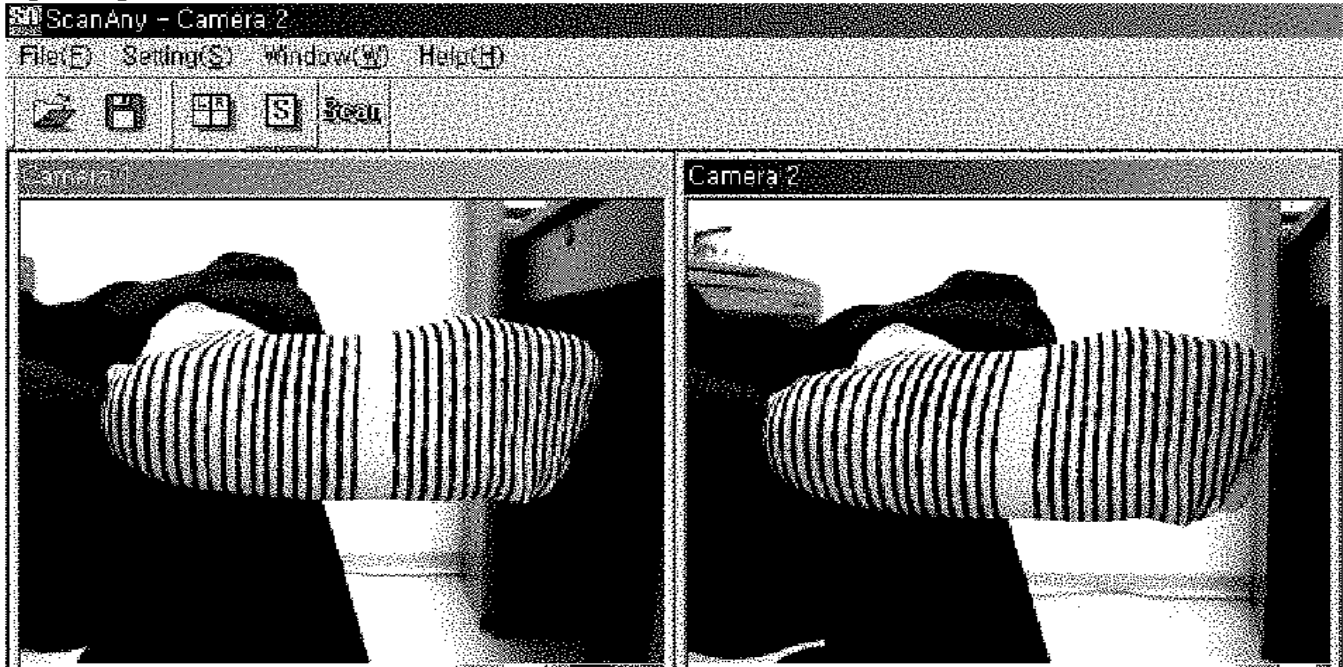 ScanAny - Camera 2
File(F) Setting(S) Window(W) Help(H)
L R S Scan
Camera 1
Camera 2